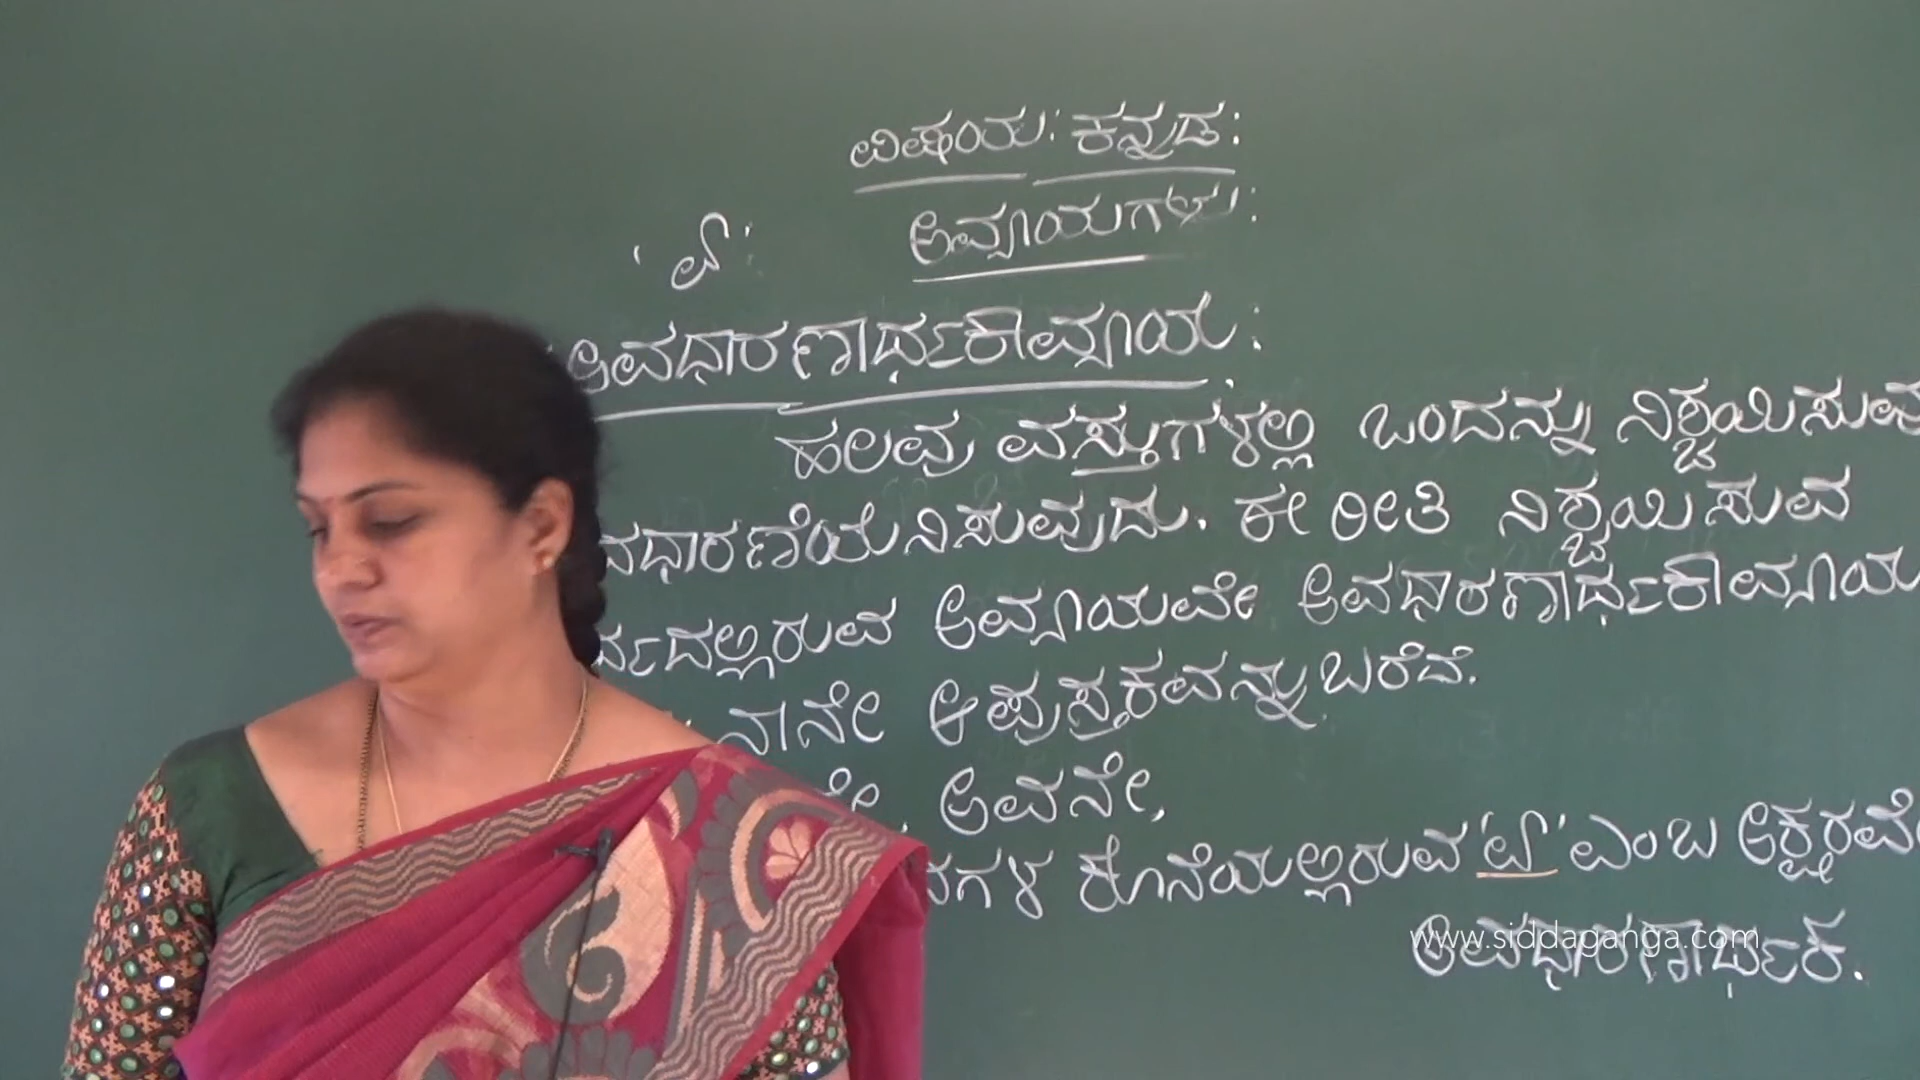 ವಿಷಯ: ಕನ್ನಡ:
ಅವ್ಯಯಗಳು:
'ಏ':
ಅವಧಾರಣಾರ್ಥಕಾವ್ಯಯ:
ಹಲವು ವಸ್ತುಗಳಲ್ಲಿ ಒಂದನ್ನು ನಿಶ್ಚಯಿಸುವು
ವಧಾರಣೆಯೆನಿಸುವುದು. ಈ ರೀತಿ ನಿಶ್ಚಯಿಸುವ
ರ್ಥದಲ್ಲಿರುವ ಅವ್ಯಯವೇ ಅವಧಾರಣಾರ್ಥಕಾವ್ಯಯ
ನಾನೇ ಆ ಪುಸ್ತಕವನ್ನು ಬರೆದೆ.
ಅವನೇ,
ಪದಗಳ ಕೊನೆಯಲ್ಲಿರುವ 'ಏ' ಎಂಬ ಅಕ್ಷರವೇ
ಅವಧಾರಣಾರ್ಥಕ.
www.siddaganga.com